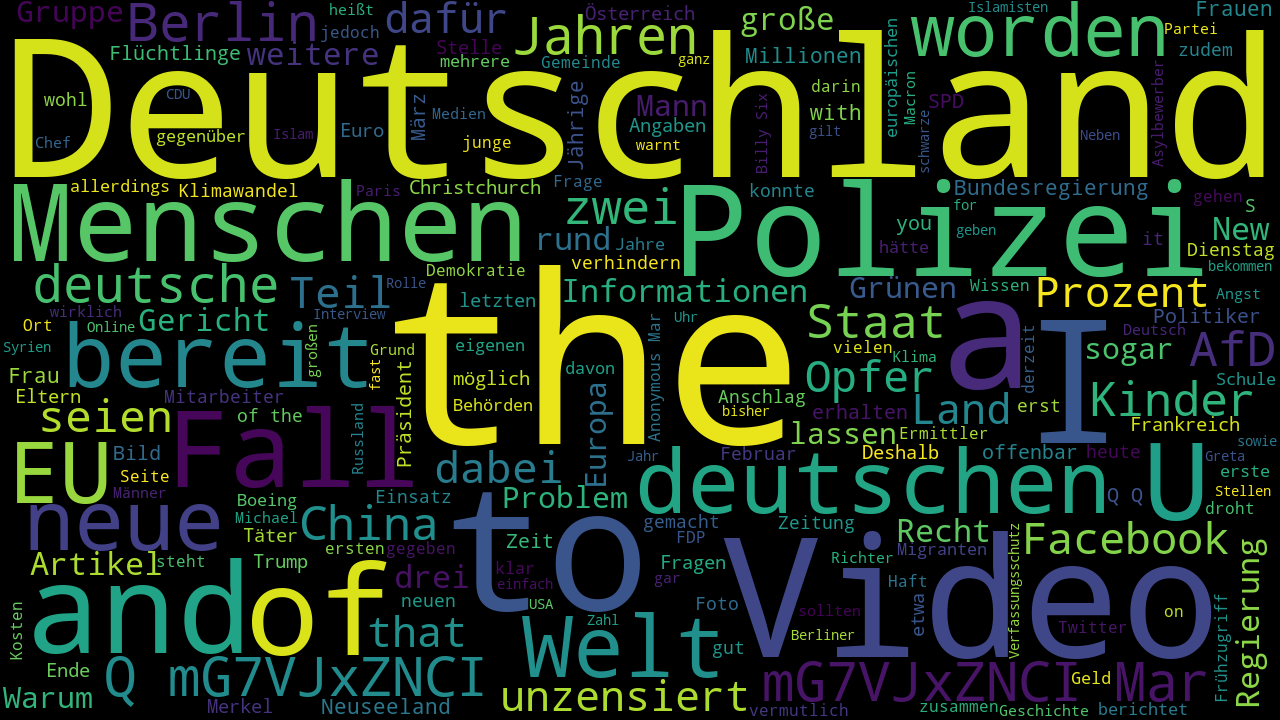 Gruppe Berlin heißt jedoch dafür Österreich große Islamisten Frauen
Flüchtlinge weitere Stelle mehrere Jahren Gemeinde ganz Millionen worden Partei zudem
Deutschland
wohl CDU Chef gegenüber Islam Euro März Medien junge Jährige Mann Angaben warnt Billy Six darin with gilt europäischen Macron SPD schwarze Neben Asylbewerber
allerdings Klimawandel Paris Christchurch Frage konnte Bundesregierung gehen S
Menschen zwei Polizei
rund Jahre verhindern you hätte for geben it New Dienstag bekommen
deutsche Teil Demokratie Rolle letzten Informationen Grünen Wissen Prozent Angst
wirklich Interview Uhr Politiker
Ort Online Gericht the Staat a I Deutsch
Syrien bereit großen Grund fast eigenen davon Anonymous Mar vielen Klima derzeit sogar AfD
Frau möglich Opfer Schule
Eltern Mitarbeiter Präsident Behörden Europa Anschlag bisher erhalten Land erst Kinder
seien of the Russland lassen Ermittler Frankreich
Fall sowie
EU Bild Seite Männer dabei Jahr Februar Deshalb offenbar heute Greta erste
Boeing Einsatz deutschen Q Q U Stellen
neue Michael Täter China Problem gemacht FDP Zeitung Recht droht
Artikel steht Trump ersten gegeben to Zeit Fragen Video Richter Migranten Facebook
and of drei klar einfach gar Haft Verfassungsschutz
Kosten neuen USA Foto etwa sollten Twitter on Frühzugriff Regierung
that Zahl Berliner
Ende Q mG7VJxZNCI Welt gut mG7VJxZNCI Geld Mar
Warum Merkel Neuseeland unzensiert vermutlich zusammen Geschichte berichtet